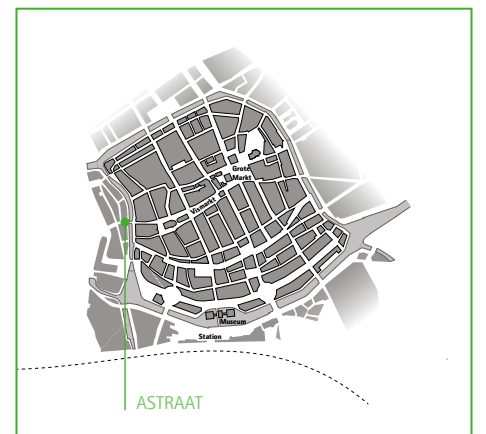 Grote
Markt
Vismarkt
Museum
Station
ASTRAAT